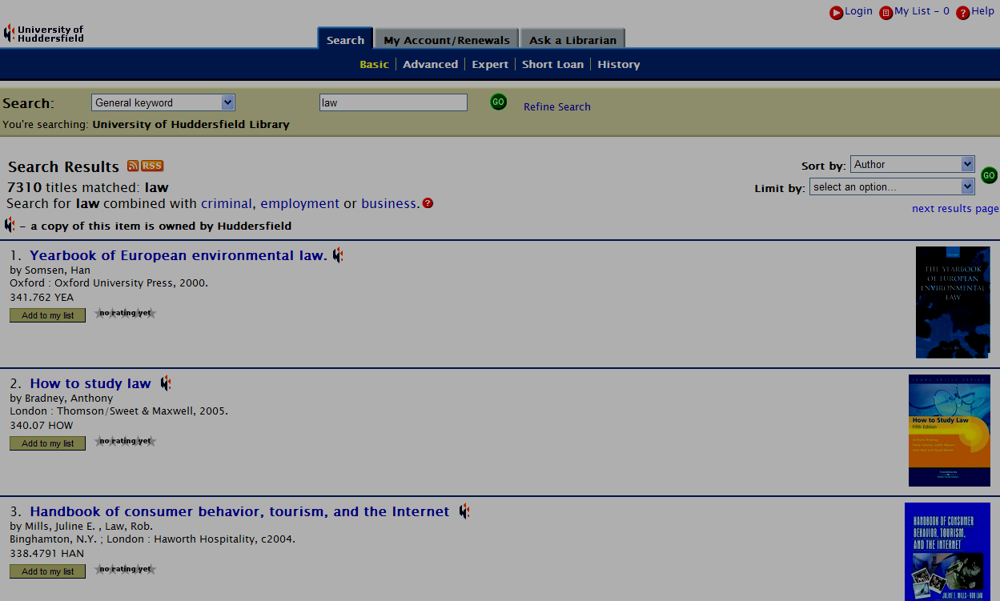 Login My List - 0 Help
University of
Huddersfield
Search My Account/Renewals Ask a Librarian
Basic Advanced Expert Short Loan History
Search: General keyword law GO Refine Search
You're searching: University of Huddersfield Library
Search Results RSS
Sort by: Author
GO
7310 titles matched: law
Limit by: select an option...
Search for law combined with criminal, employment or business. ?
next results page
- a copy of this item is owned by Huddersfield
1. Yearbook of European environmental law.
by Somsen, Han
Oxford : Oxford University Press, 2000.
341.762 YEA
Add to my list no rating yet
THE YEARBOOK
OF EUROPEAN
ENVIRONMENTAL
LAW
2. How to study law
by Bradney, Anthony
London : Thomson/Sweet & Maxwell, 2005.
340.07 HOW
Add to my list no rating yet
How to Study Law
Fifth Edition
3. Handbook of consumer behavior, tourism, and the Internet
by Mills, Juline E. , Law, Rob.
Binghamton, N.Y. ; London : Haworth Hospitality, c2004.
338.4791 HAN
Add to my list no rating yet
HANDBOOK OF CONSUMER
BEHAVIOR, TOURISM,
AND THE INTERNET
JULINE E. MILLS • ROB LAW